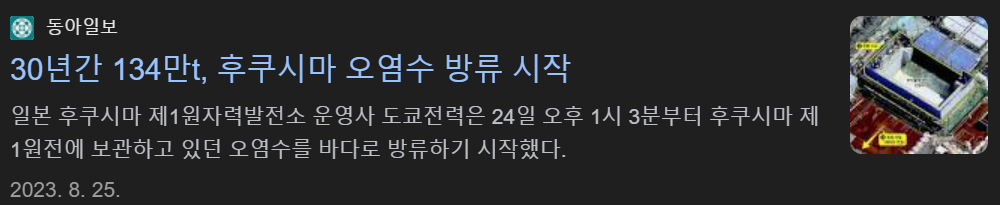 동아일보
30년간 134만t, 후쿠시마 오염수 방류 시작
일본 후쿠시마 제1원자력발전소 운영사 도쿄전력은 24일 오후 1시 3분부터 후쿠시마 제
1원전에 보관하고 있던 오염수를 바다로 방류하기 시작했다.
2023. 8. 25.